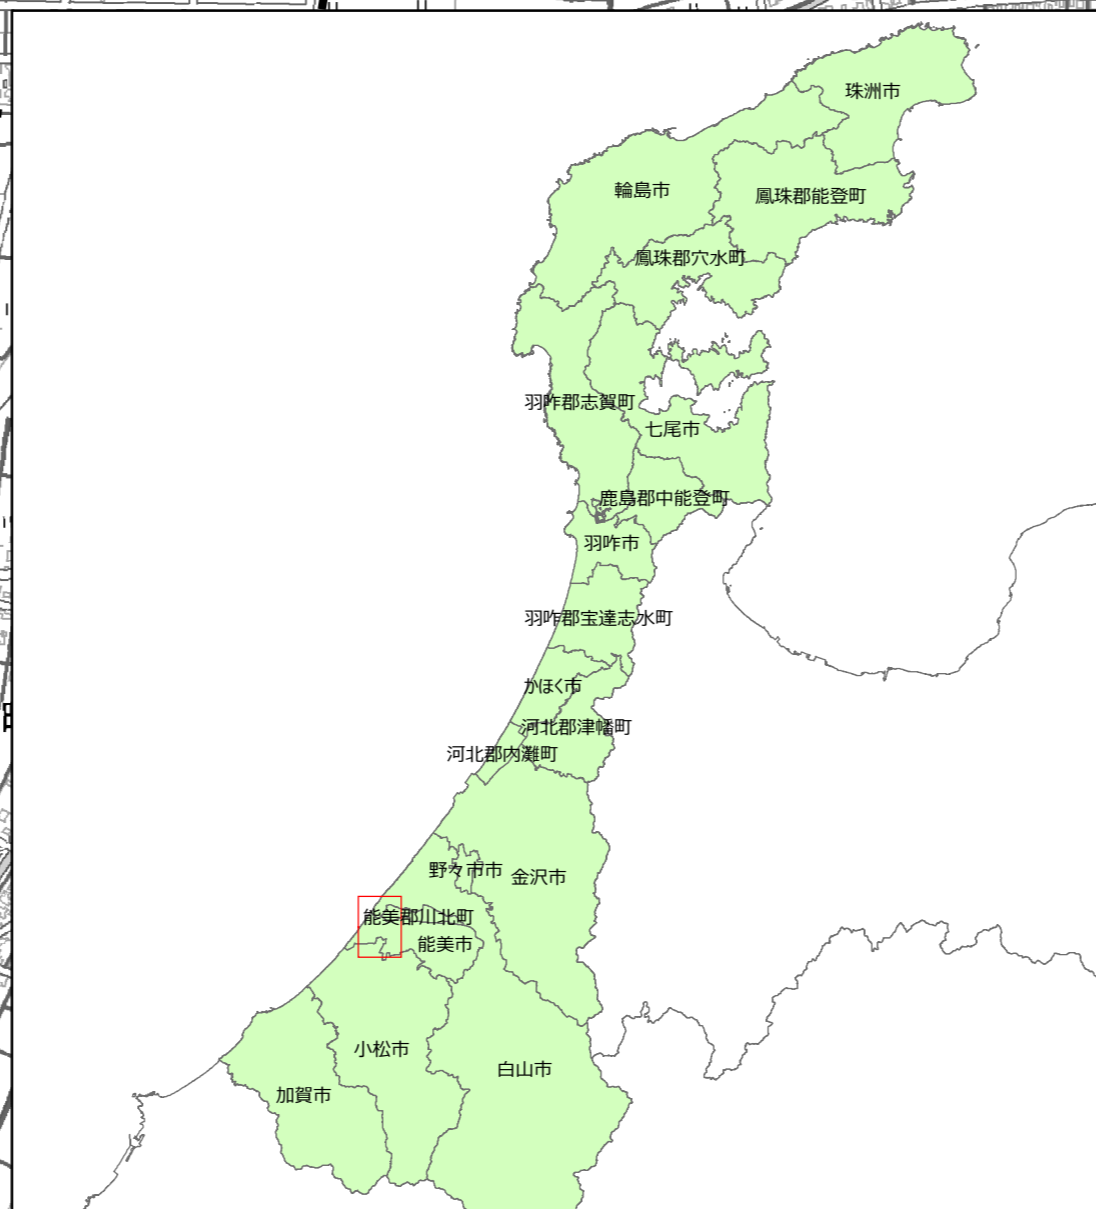 珠洲市
輪島市
鳳珠郡能登町
鳳珠郡穴水町
羽咋郡志賀町
七尾市
鹿島郡中能登町
羽咋市
羽咋郡宝達志水町
かほく市
河北郡津幡町
河北郡内灘町
野々市市
金沢市
能美郡川北町
能美市
小松市
白山市
加賀市